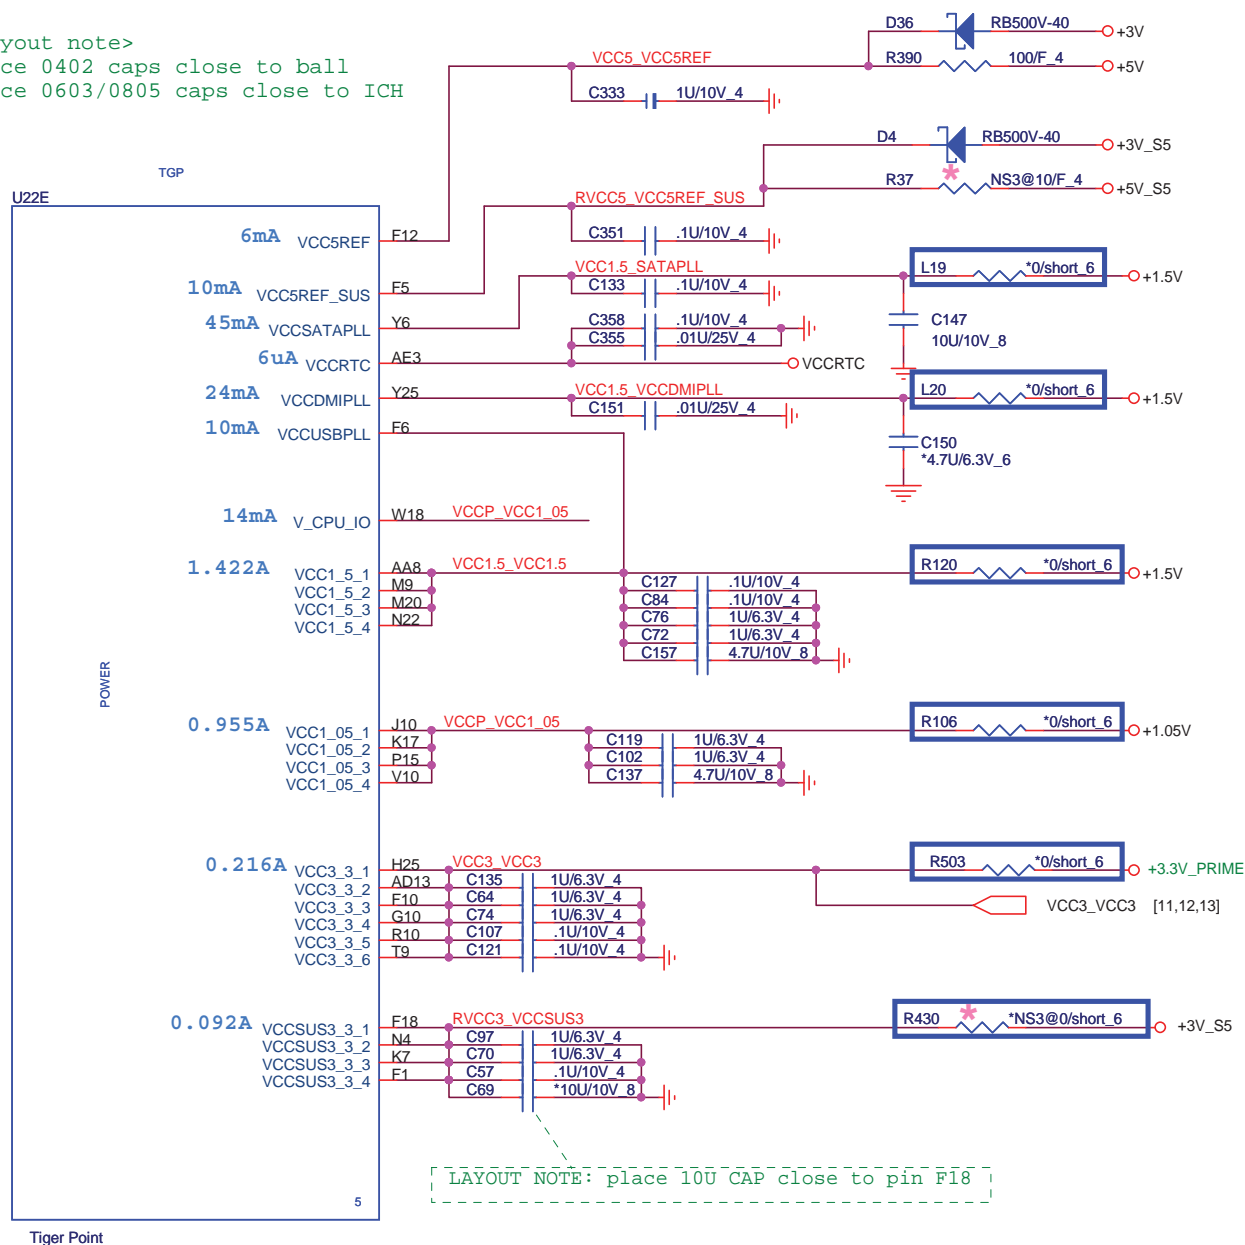 yout note>
ce 0402 caps close to ball
ce 0603/0805 caps close to ICH
D36 RB500V-40 +3V
VCC5_VCC5REF R390 100/F_4 +5V
C333 1U/10V_4
D4 RB500V-40 +3V_S5
TGP
R37 * NS3@10/F_4 +5V_S5
U22E
RVCC5_VCC5REF_SUS
6mA VCC5REF F12
C351 .1U/10V_4
VCC1.5_SATAPLL L19 *0/short_6 +1.5V
10mA VCC5REF_SUS F5
C133 .1U/10V_4
45mA VCCSATAPLL Y6
C358 .1U/10V_4
C147
10U/10V_8
C355 .01U/25V_4
6uA VCCRTC AE3 VCCRTC
24mA VCCDMIPLL Y25
VCC1.5_VCCDMIPLL L20 *0/short_6 +1.5V
C151 .01U/25V_4
10mA VCCUSBPLL F6
C150
*4.7U/6.3V_6
14mA V_CPU_IO W18 VCCP_VCC1_05
1.422A VCC1_5_1 AA8 VCC1.5_VCC1.5 R120 *0/short_6 +1.5V
VCC1_5_2 M9 C127 .1U/10V_4
VCC1_5_3 M20 C84 .1U/10V_4
VCC1_5_4 N22 C76 1U/6.3V_4
C72 1U/6.3V_4
C157 4.7U/10V_8
POWER
0.955A VCC1_05_1 J10 VCCP_VCC1_05 R106 *0/short_6 +1.05V
VCC1_05_2 K17 C119 1U/6.3V_4
VCC1_05_3 P15 C102 1U/6.3V_4
VCC1_05_4 V10 C137 4.7U/10V_8
0.216A VCC3_3_1 H25 VCC3_VCC3 R503 *0/short_6 +3.3V_PRIME
VCC3_3_2 AD13 C135 1U/6.3V_4
VCC3_3_3 F10 C64 1U/6.3V_4 VCC3_VCC3 [11,12,13]
VCC3_3_4 G10 C74 1U/6.3V_4
VCC3_3_5 R10 C107 .1U/10V_4
VCC3_3_6 T9 C121 .1U/10V_4
0.092A VCCSUS3_3_1 F18 RVCC3_VCCSUS3 R430 * *NS3@0/short_6 +3V_S5
VCCSUS3_3_2 N4 C97 1U/6.3V_4
VCCSUS3_3_3 K7 C70 1U/6.3V_4
VCCSUS3_3_4 F1 C57 .1U/10V_4
C69 *10U/10V_8
LAYOUT NOTE: place 10U CAP close to pin F18
5
Tiger Point